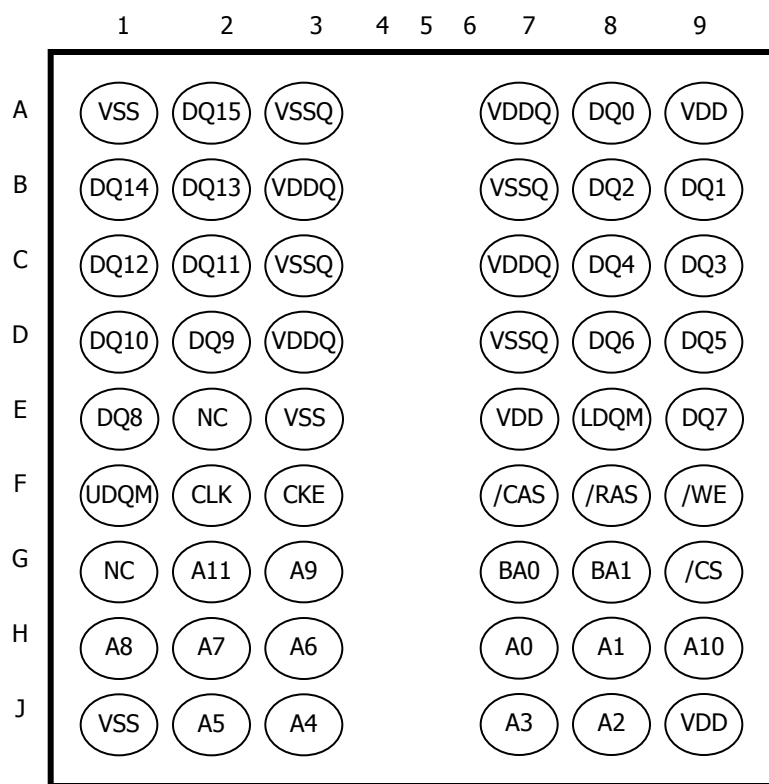 1 2 3 4 5 6 7 8 9
A VSS DQ15 VSSQ VDDQ DQ0 VDD
B DQ14 DQ13 VDDQ VSSQ DQ2 DQ1
C DQ12 DQ11 VSSQ VDDQ DQ4 DQ3
D DQ10 DQ9 VDDQ VSSQ DQ6 DQ5
E DQ8 NC VSS VDD LDQM DQ7
F UDQM CLK CKE /CAS /RAS /WE
G NC A11 A9 BA0 BA1 /CS
H A8 A7 A6 A0 A1 A10
J VSS A5 A4 A3 A2 VDD